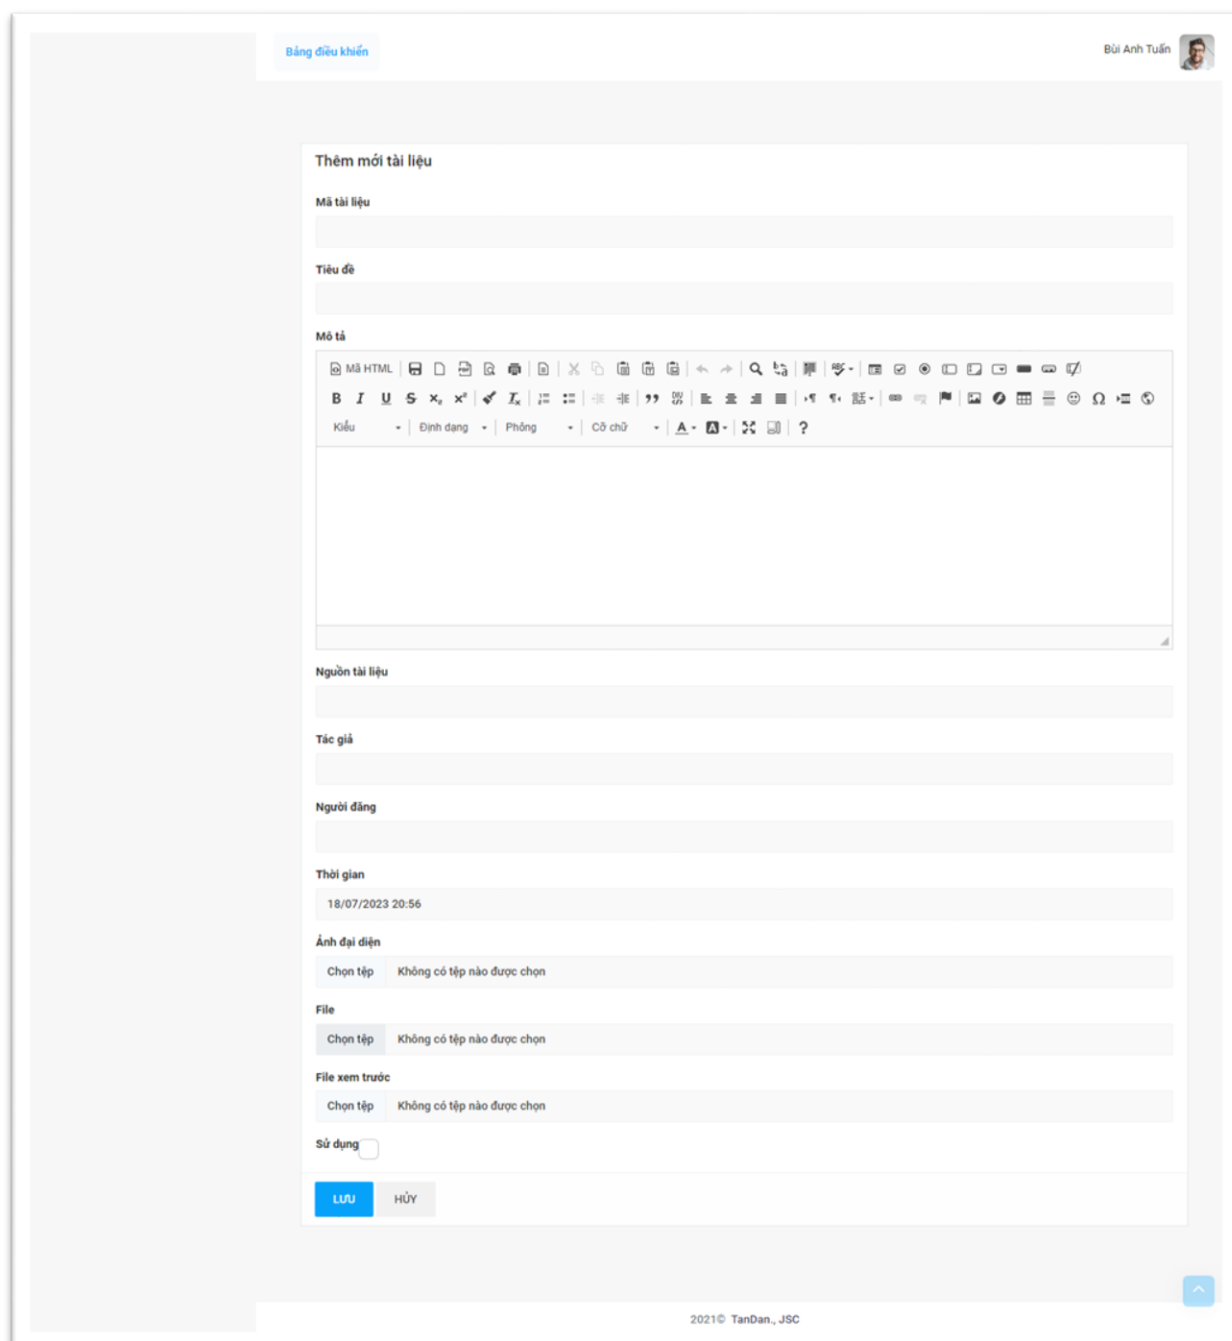 Bảng điều khiển
Bùi Anh Tuấn
Thêm mới tài liệu
Mã tài liệu
Tiêu đề
Mô tả
Mã HTML
Kiểu Định dạng Phông Cỡ chữ
Nguồn tài liệu
Tác giả
Người đăng
Thời gian
18/07/2023 20:56
Ảnh đại diện
Chọn tệp Không có tệp nào được chọn
File
Chọn tệp Không có tệp nào được chọn
File xem trước
Chọn tệp Không có tệp nào được chọn
Sử dụng
LƯU HỦY
2021© TanDan., JSC